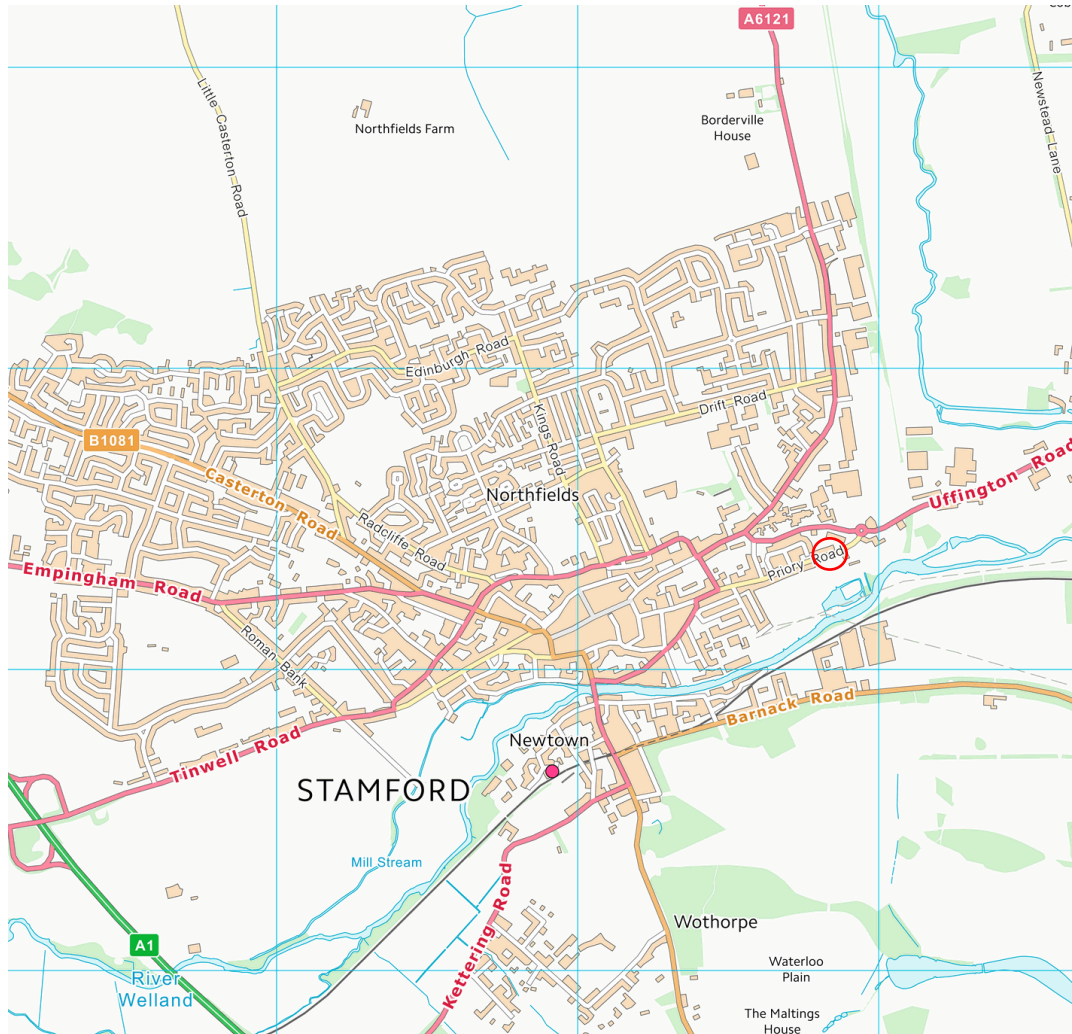 A6121
Little Casterton Road
Northfields Farm
Borderville
House
Newstead Lane
Edinburgh Road
Kings Road
Drift Road
B1081
Casterton Road
Northfields
Radcliffe Road
Uffington Road
Empingham Road
Priory Road
Roman Bank
Tinwell Road
Barnack Road
Newtown
STAMFORD
Mill Stream
Kettering Road
Wothorpe
A1
River
Welland
Waterloo
Plain
The Maltings
House